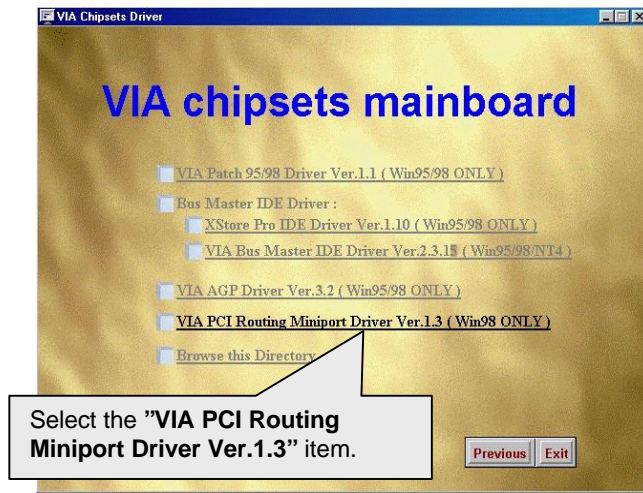 VIA Chipsets Driver
VIA chipsets mainboard
VIA Patch 95/98 Driver Ver.1.1 ( Win95/98 ONLY )
Bus Master IDE Driver :
XStore Pro IDE Driver Ver.1.10 ( Win95/98 ONLY )
VIA Bus Master IDE Driver Ver.2.3.15 ( Win95/98/NT4 )
VIA AGP Driver Ver.3.2 ( Win95/98 ONLY )
VIA PCI Routing Miniport Driver Ver.1.3 ( Win98 ONLY )
Browse this Directory
Select the ”VIA PCI Routing
Miniport Driver Ver.1.3” item.
Previous Exit